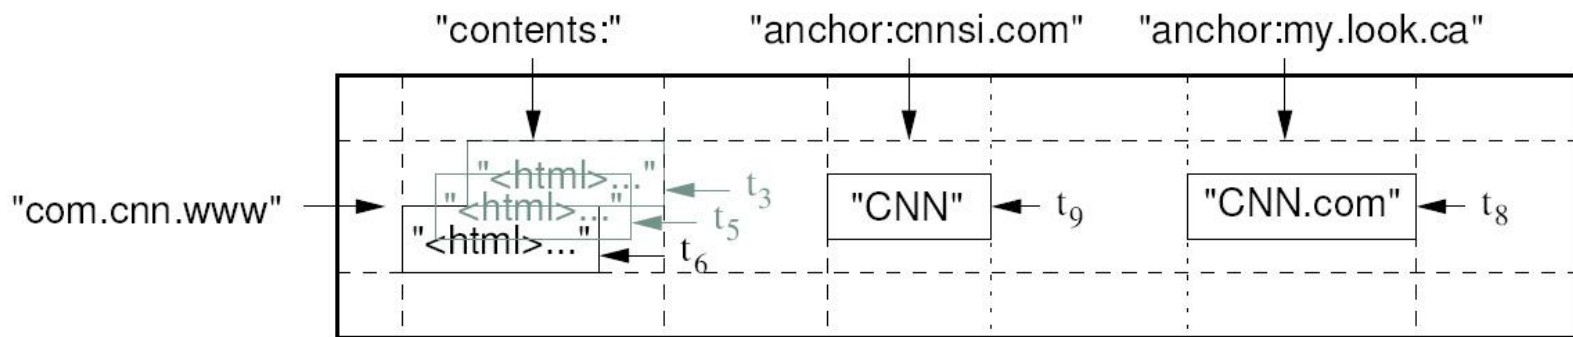 "contents:" "anchor:cnnsi.com" "anchor:my.look.ca"
"<html>..." t3
"com.cnn.www" "<html>..." t5 "CNN" t9 "CNN.com" t8
"<html>..." t6